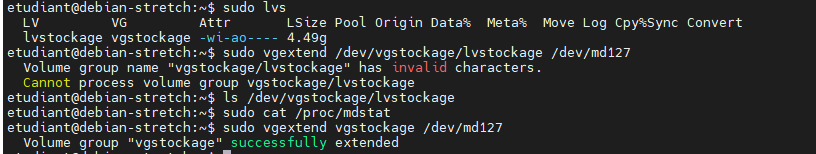 etudiant@debian-stretch:~$ sudo lvs
  LV        VG        Attr       LSize Pool Origin Data%  Meta%  Move Log Cpy%Sync Convert
  lvstockage vgstockage -wi-ao---- 4.49g
etudiant@debian-stretch:~$ sudo vgextend /dev/vgstockage/lvstockage /dev/md127
  Volume group name "vgstockage/lvstockage" has invalid characters.
  Cannot process volume group vgstockage/lvstockage
etudiant@debian-stretch:~$ ls /dev/vgstockage/lvstockage
etudiant@debian-stretch:~$ sudo cat /proc/mdstat
etudiant@debian-stretch:~$ sudo vgextend vgstockage /dev/md127
  Volume group "vgstockage" successfully extended